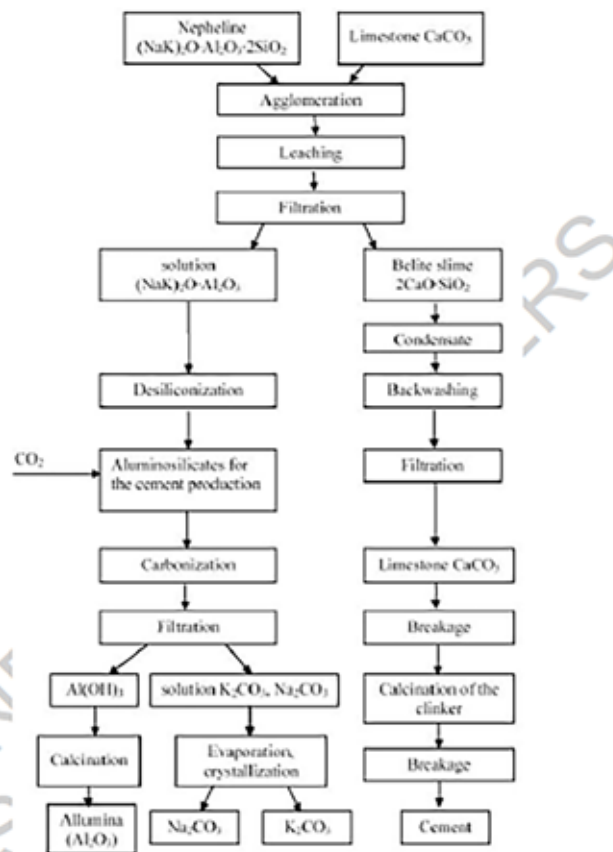 Nepheline
(NaK)₂O·Al₂O₃·2SiO₂
Limestone CaCO₃
Agglomeration
Leaching
Filtration
solution
(NaK)₂O·Al₂O₃
Belite slime
2CaO·SiO₂
Condensate
Desiliconization
Backwashing
CO₂
Aluminosilicates for
the cement production
Filtration
Carbonization
Limestone CaCO₃
Filtration
Breakage
Al(OH)₃
solution K₂CO₃, Na₂CO₃
Calcination of the
clinker
Calcination
Evaporation,
crystallization
Breakage
Allumina
(Al₂O₃)
Na₂CO₃
K₂CO₃
Cement
ERS